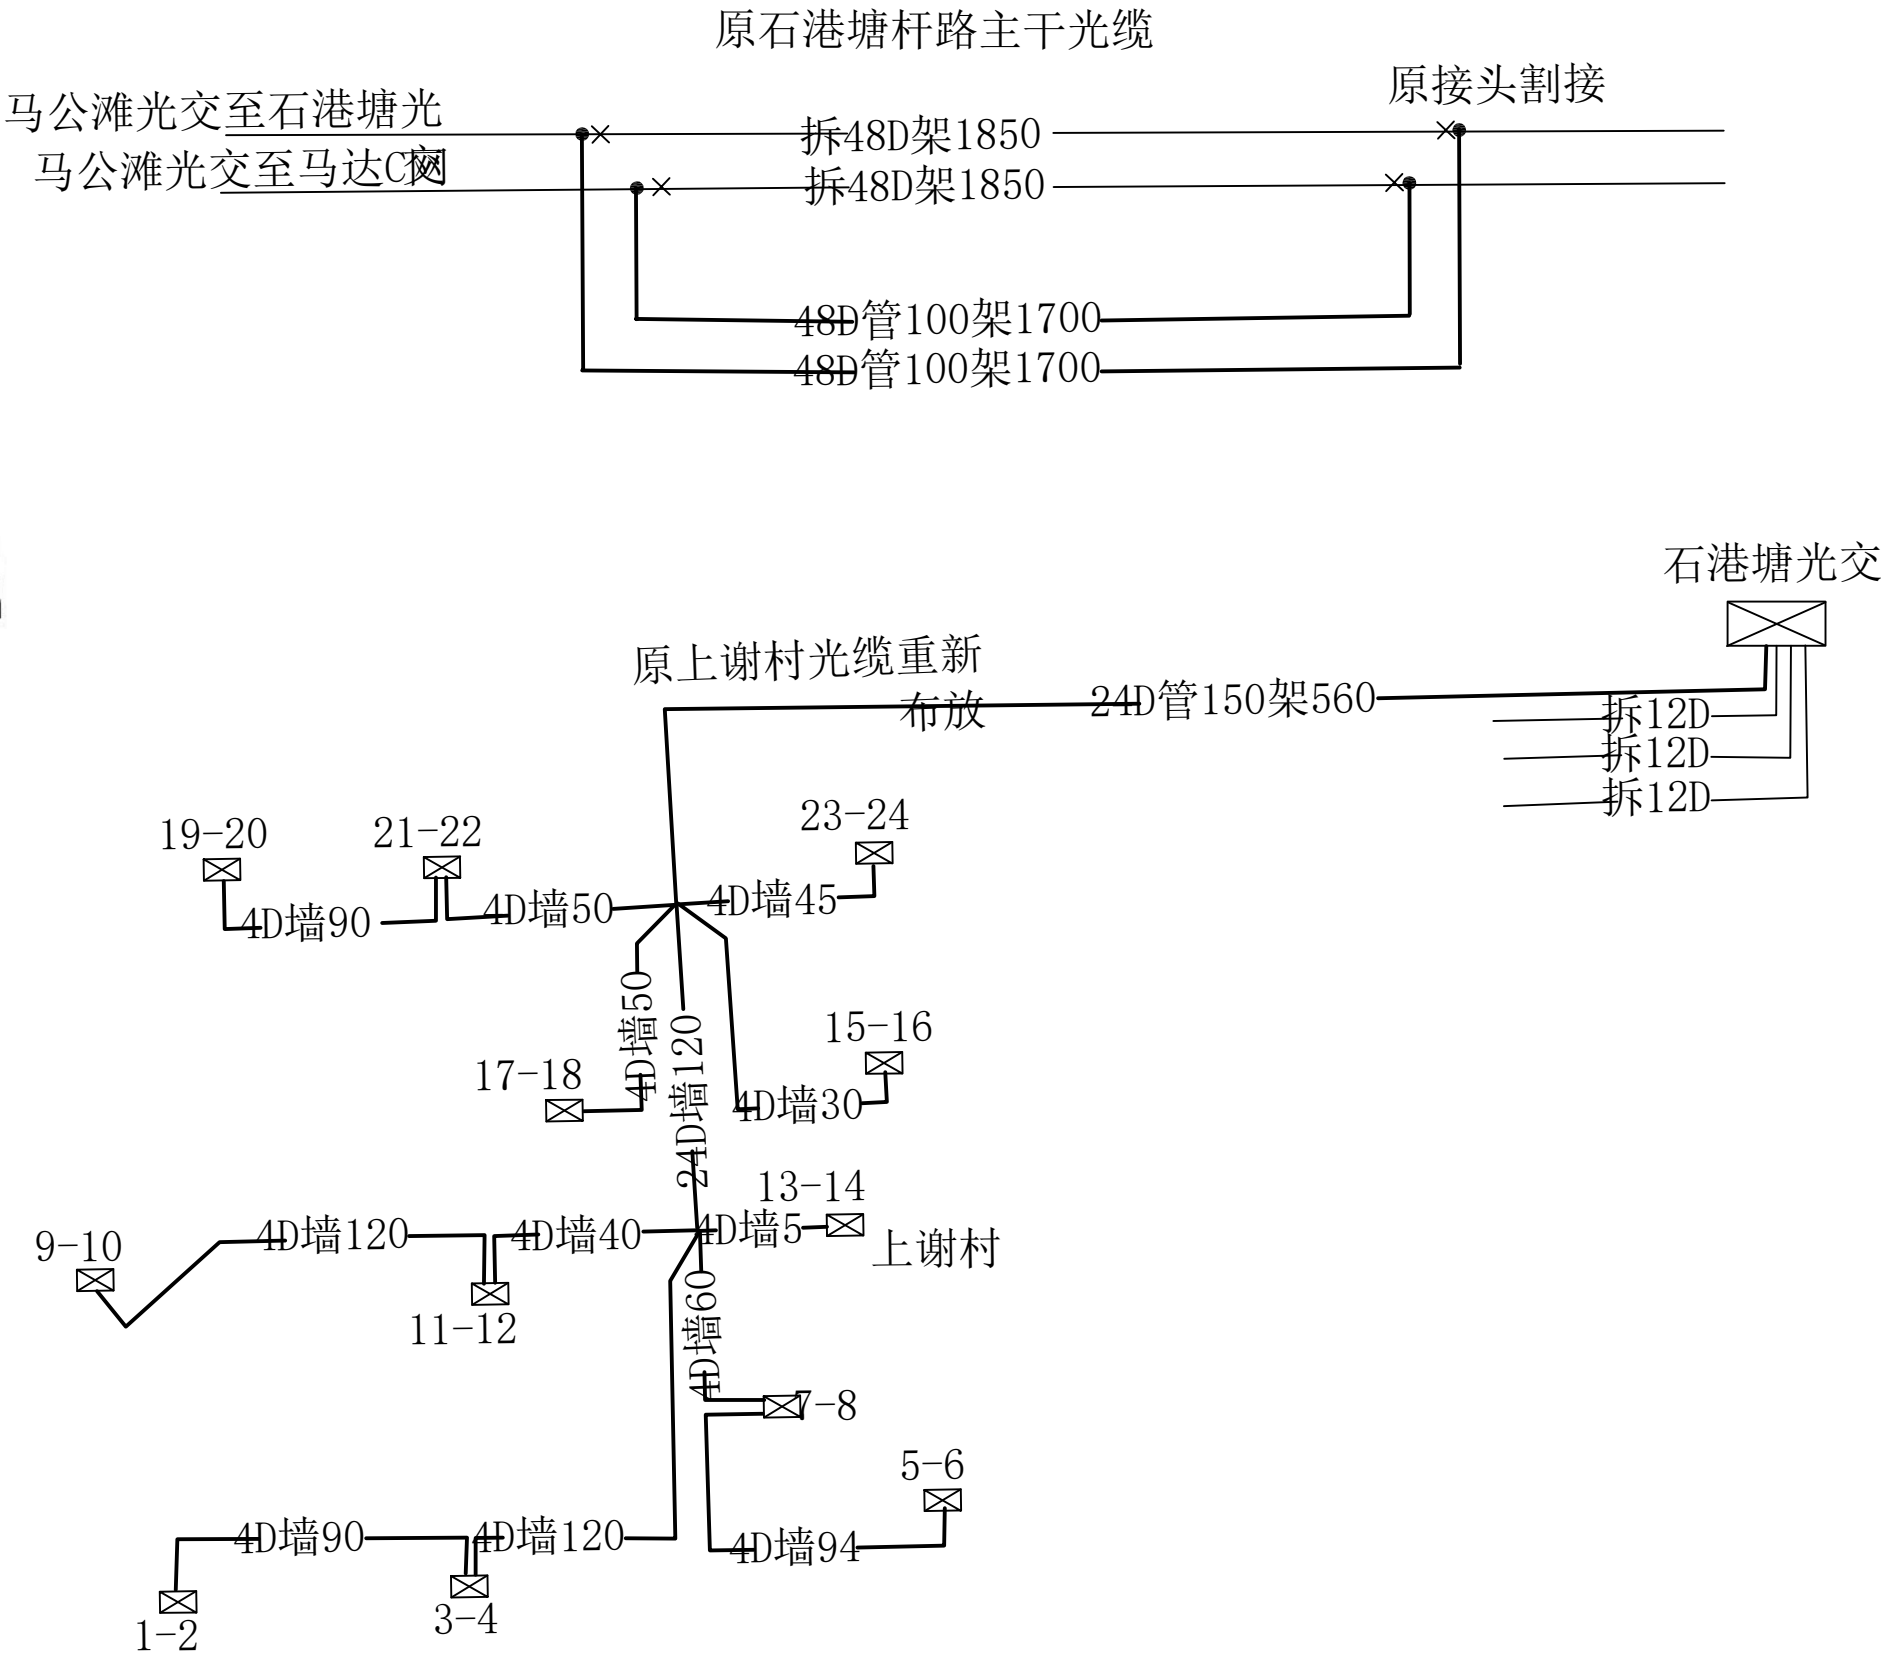 原石港塘杆路主干光缆
原接头割接
马公滩光交至石港塘光交
马公滩光交至马达C网
拆48D架1850
拆48D架1850
48D管100架1700
48D管100架1700
石港塘光交
原上谢村光缆重新
布放
24D管150架560
拆12D
拆12D
拆12D
19-20
21-22
23-24
4D墙90
4D墙50
4D墙45
4D墙50
24D墙120
15-16
17-18
4D墙30
13-14
9-10
4D墙120
4D墙40
4D墙5
上谢村
11-12
4D墙60
7-8
5-6
4D墙90
4D墙120
4D墙94
1-2
3-4